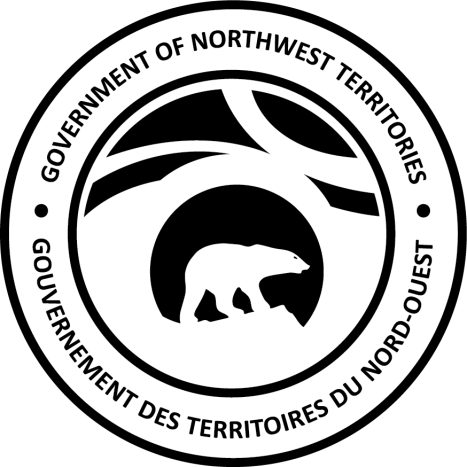 GOVERNMENT OF NORTHWEST TERRITORIES
GOUVERNEMENT DES TERRITOIRES DU NORD-OUEST